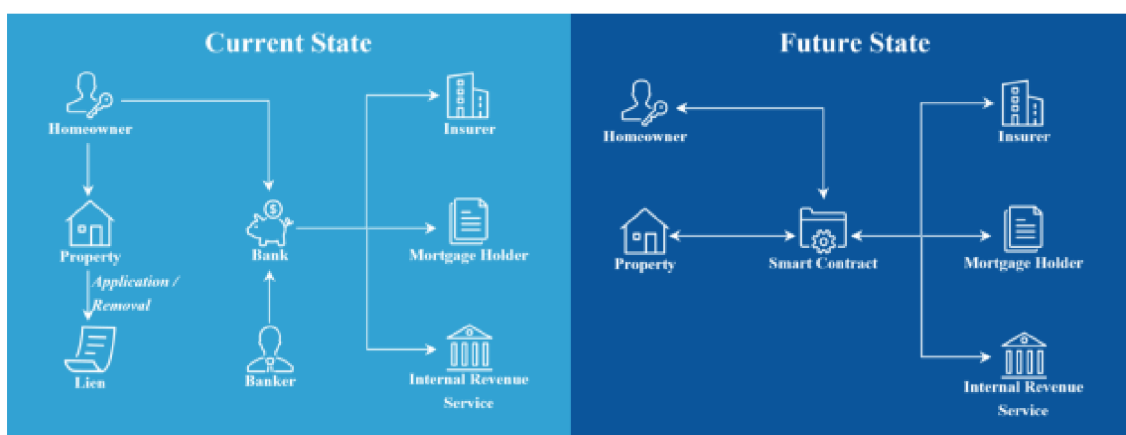 Current State
Homeowner
Insurer
Property
Bank
Mortgage Holder
Application /
Removal
Lien
Banker
Internal Revenue
Service
Future State
Homeowner
Insurer
Property
Smart Contract
Mortgage Holder
Internal Revenue
Service